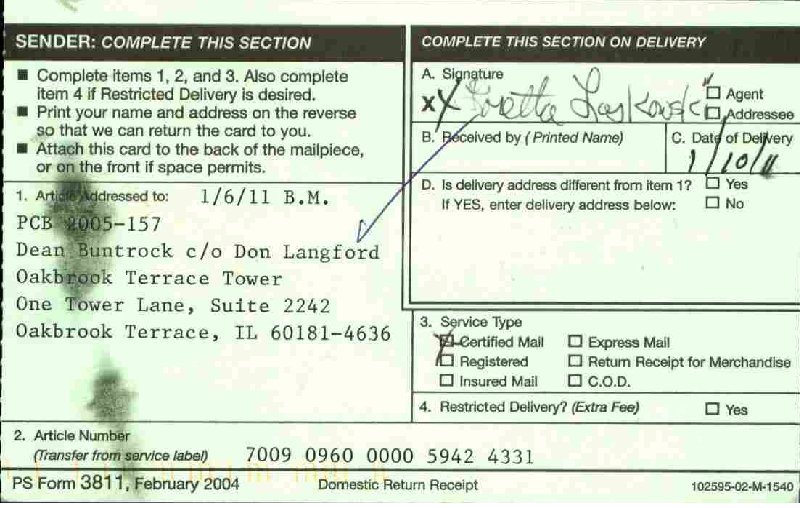 SENDER: COMPLETE THIS SECTION
■ Complete items 1, 2, and 3. Also complete
item 4 if Restricted Delivery is desired.
■ Print your name and address on the reverse
so that we can return the card to you.
■ Attach this card to the back of the mailpiece,
or on the front if space permits.
1. Article Addressed to: 1/6/11 B.M.
PCB 2005-157
Dean Buntrock c/o Don Langford
Oakbrook Terrace Tower
One Tower Lane, Suite 2242
Oakbrook Terrace, IL 60181-4636
COMPLETE THIS SECTION ON DELIVERY
A. Signature
X X Loretta Laskowski
☐ Agent
☐ Addressee
B. Received by (Printed Name)
C. Date of Delivery
1/10/11
D. Is delivery address different from item 1? ☐ Yes
If YES, enter delivery address below: ☐ No
3. Service Type
☒ Certified Mail ☐ Express Mail
☐ Registered ☐ Return Receipt for Merchandise
☐ Insured Mail ☐ C.O.D.
4. Restricted Delivery? (Extra Fee) ☐ Yes
2. Article Number
(Transfer from service label) 7009 0960 0000 5942 4331
PS Form 3811, February 2004 Domestic Return Receipt 102595-02-M-1540